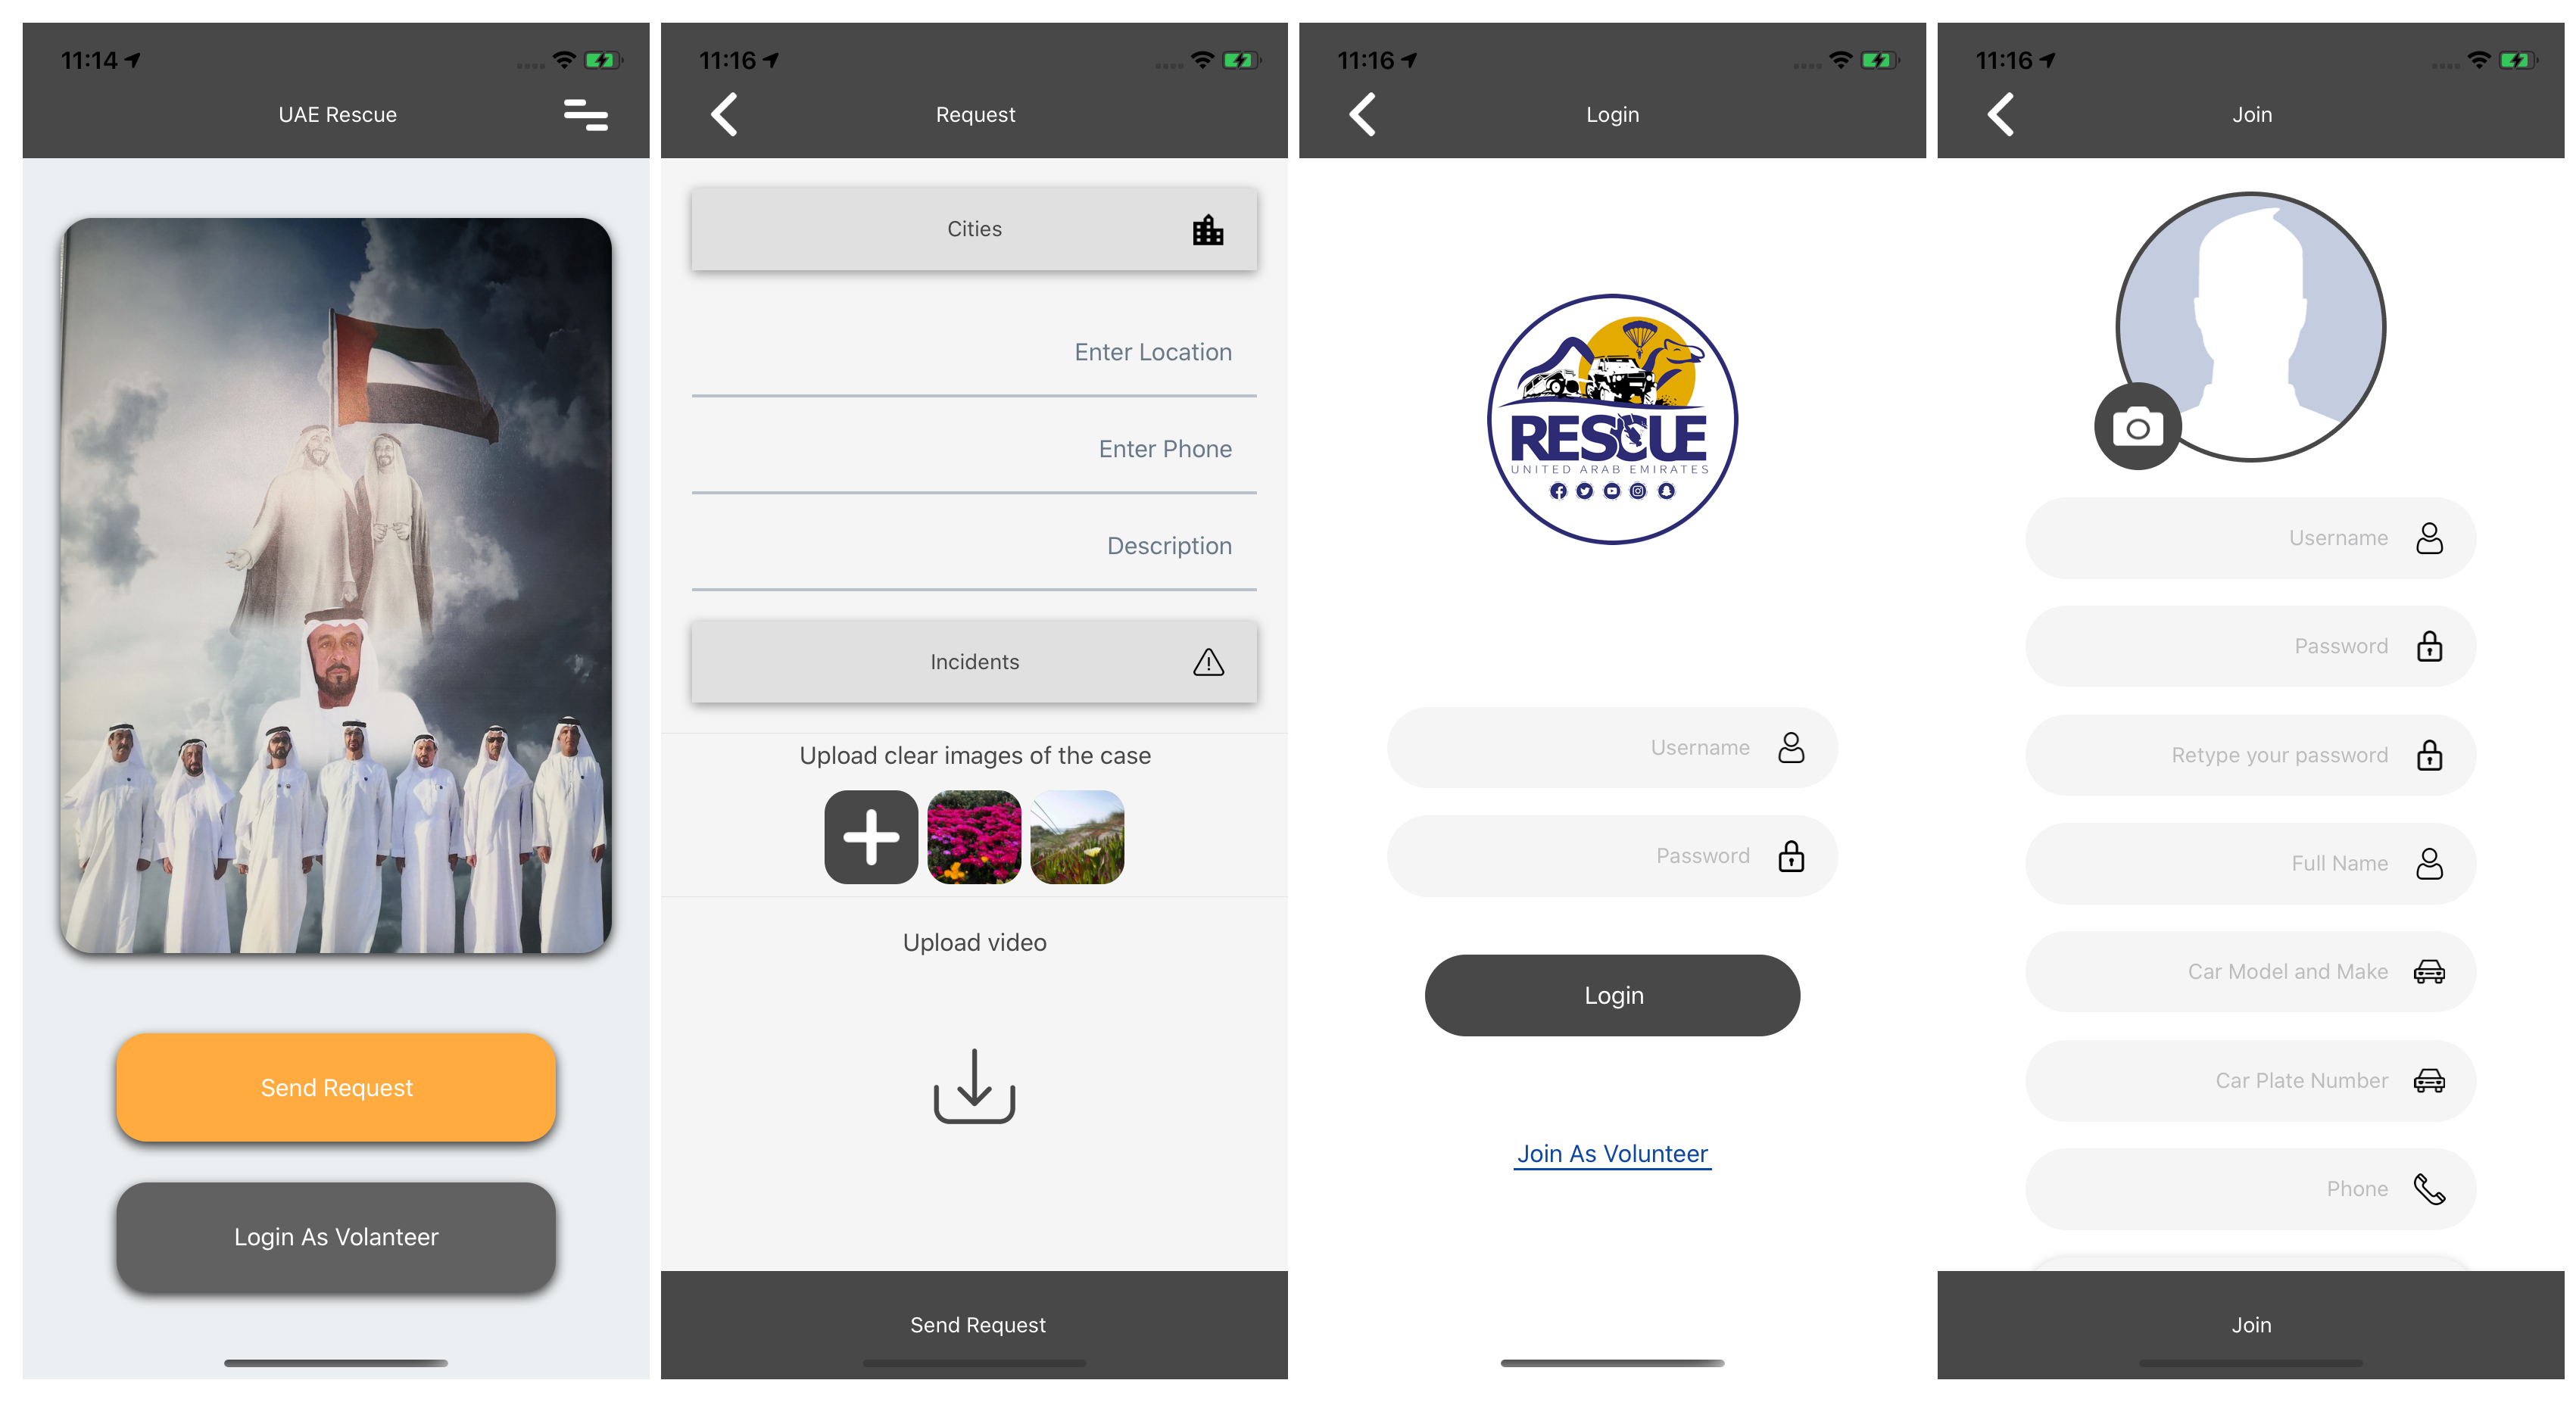 11:14
UAE Rescue
Send Request
Login As Volanteer
11:16
Request
Cities
Enter Location
Enter Phone
Description
Incidents
Upload clear images of the case
Upload video
Send Request
11:16
Login
RESCUE
UNITED ARAB EMIRATES
Username
Password
Login
Join As Volunteer
11:16
Join
Username
Password
Retype your password
Full Name
Car Model and Make
Car Plate Number
Phone
Join